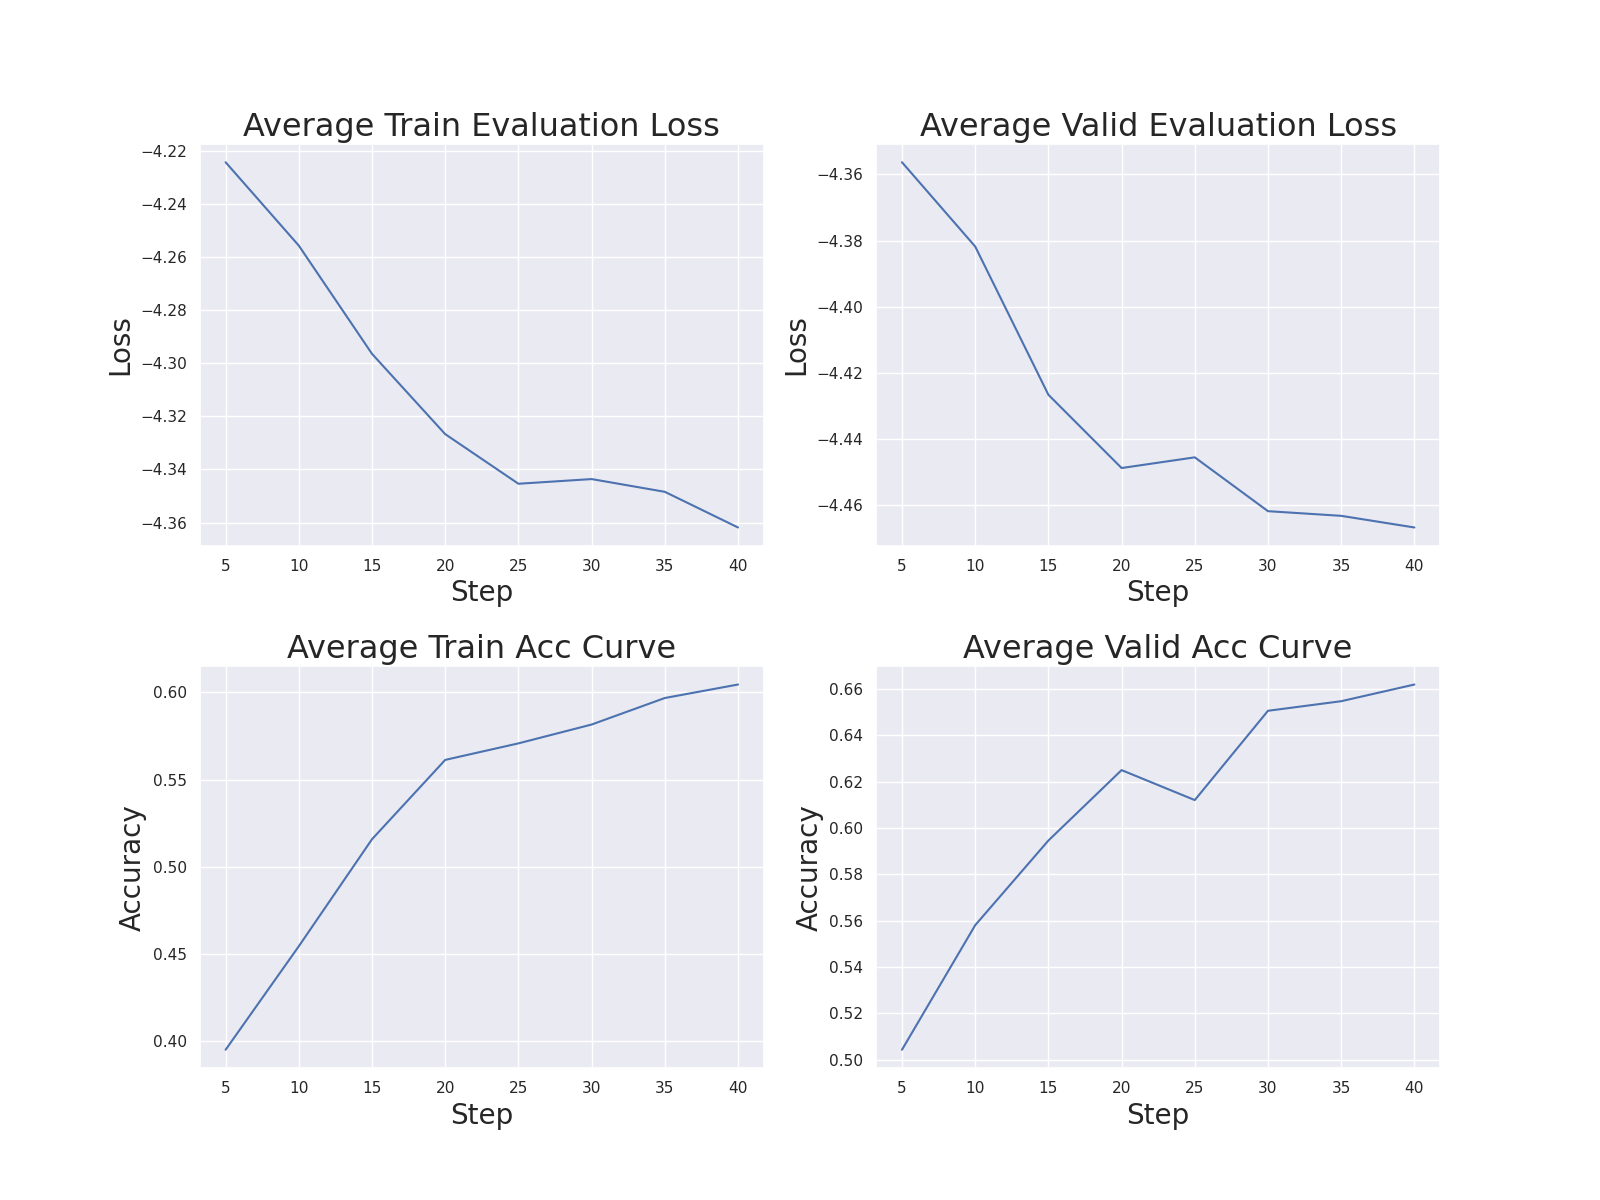 Average Train Evaluation Loss
Average Valid Evaluation Loss
−4.22
−4.24
−4.26
−4.28
−4.30
−4.32
−4.34
−4.36
Loss
5 10 15 20 25 30 35 40
Step
−4.36
−4.38
−4.40
−4.42
−4.44
−4.46
Loss
5 10 15 20 25 30 35 40
Step
Average Train Acc Curve
Average Valid Acc Curve
0.60
0.55
0.50
0.45
0.40
Accuracy
5 10 15 20 25 30 35 40
Step
0.66
0.64
0.62
0.60
0.58
0.56
0.54
0.52
0.50
Accuracy
5 10 15 20 25 30 35 40
Step